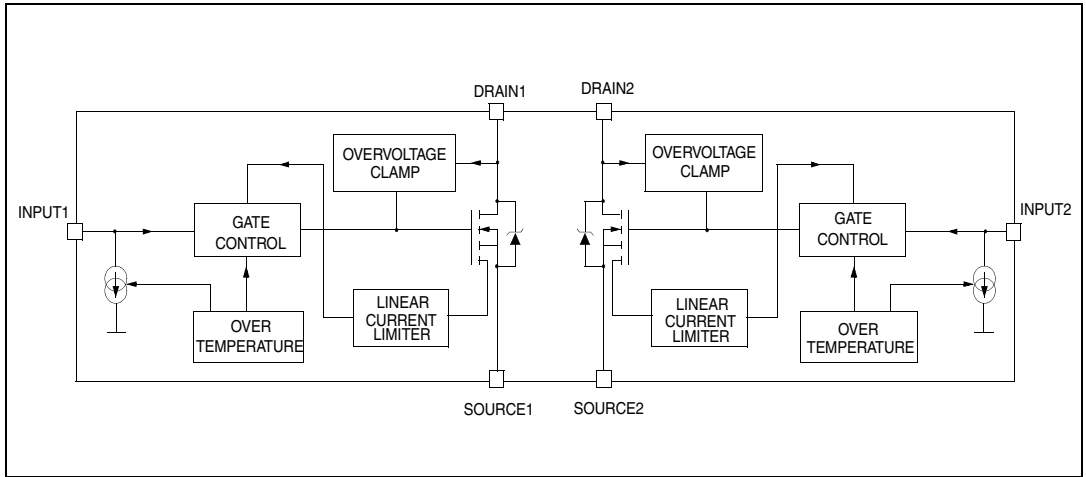 DRAIN1
DRAIN2
OVERVOLTAGE
CLAMP
OVERVOLTAGE
CLAMP
INPUT1
GATE
CONTROL
GATE
CONTROL
INPUT2
LINEAR
CURRENT
LIMITER
LINEAR
CURRENT
LIMITER
OVER
TEMPERATURE
OVER
TEMPERATURE
SOURCE1
SOURCE2